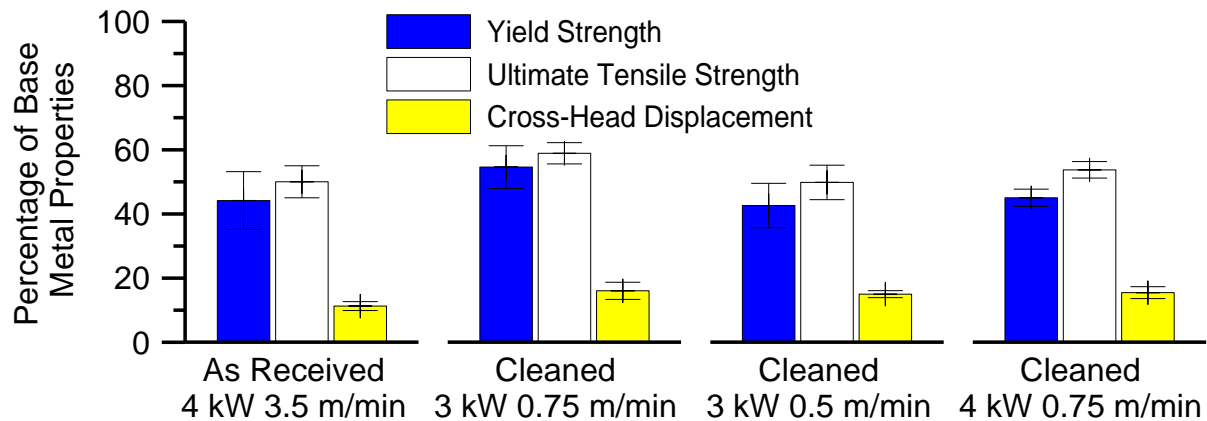 Percentage of Base
Metal Properties
100
80
60
40
20
0
Yield Strength
Ultimate Tensile Strength
Cross-Head Displacement
As Received
4 kW 3.5 m/min
Cleaned
3 kW 0.75 m/min
Cleaned
3 kW 0.5 m/min
Cleaned
4 kW 0.75 m/min